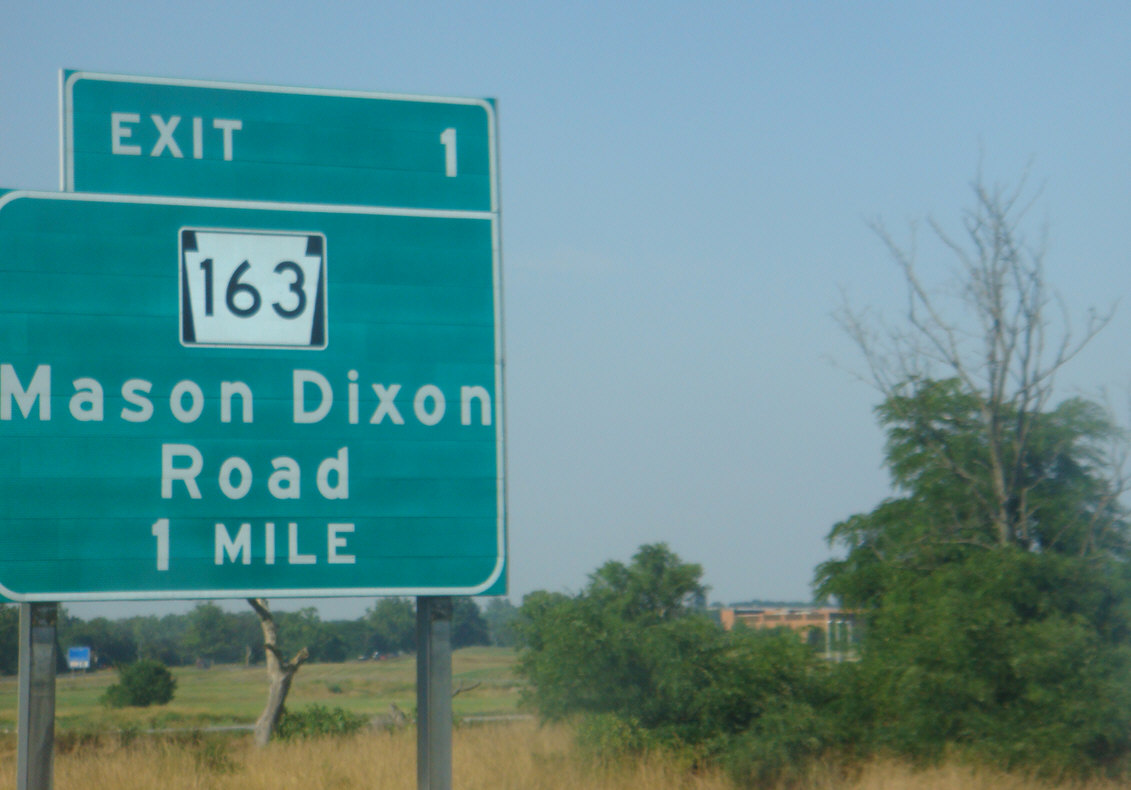 EXIT 1
163
Mason Dixon
Road
1 MILE